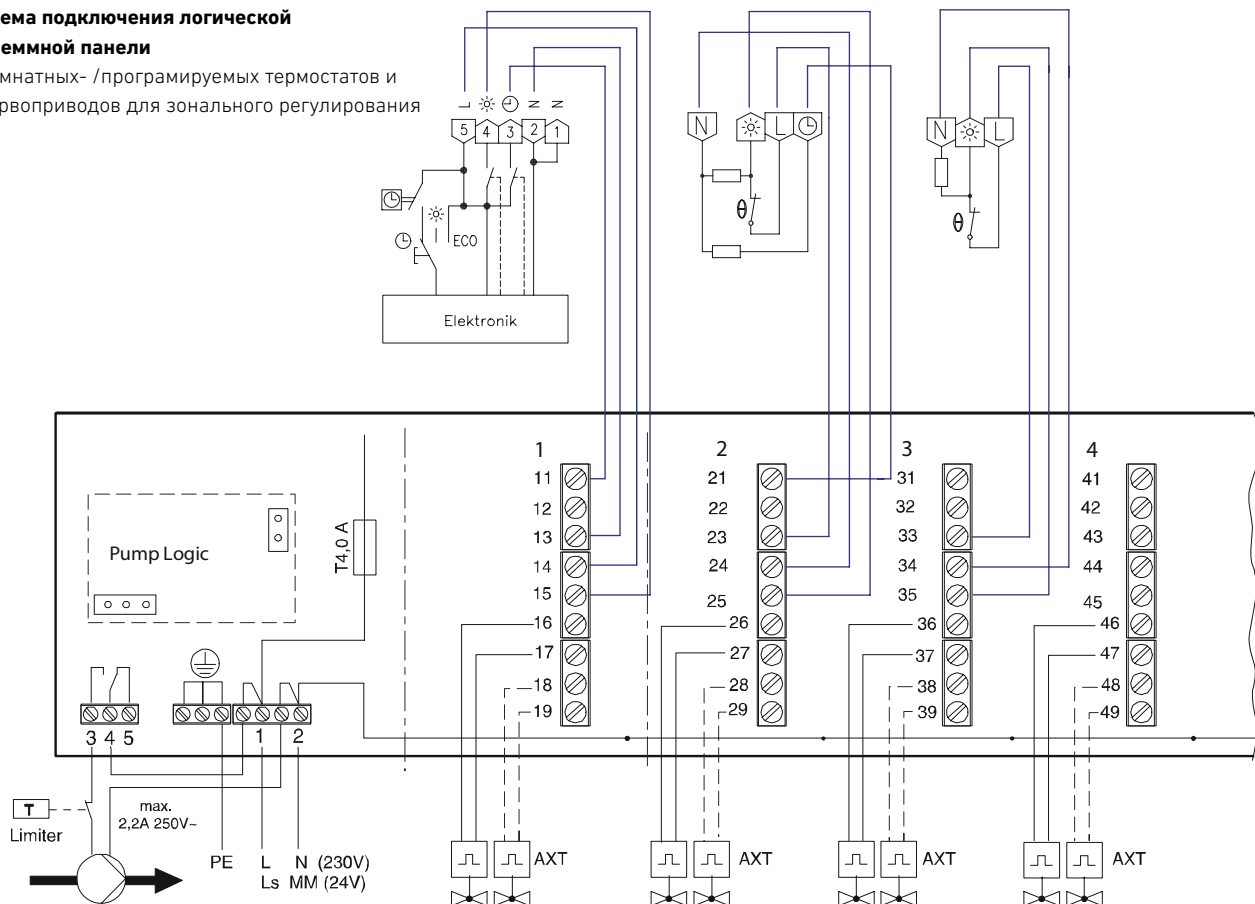 ема подключения логической
еммной панели
мнатных- /програмируемых термостатов и
рвоприводов для зонального регулирования
L N N
5 4 3 2 1
ECO
Elektronik
N L
θ
N L
θ
1 2 3 4
11 21 31 41
12 22 32 42
13 23 33 43
14 24 34 44
15 25 35 45
16 26 36 46
17 27 37 47
18 28 38 48
19 29 39 49
Pump Logic
T4,0 A
3 4 5 1 2
T
Limiter
max.
2,2A 250V~
PE L N (230V)
Ls MM (24V)
AXT AXT AXT AXT